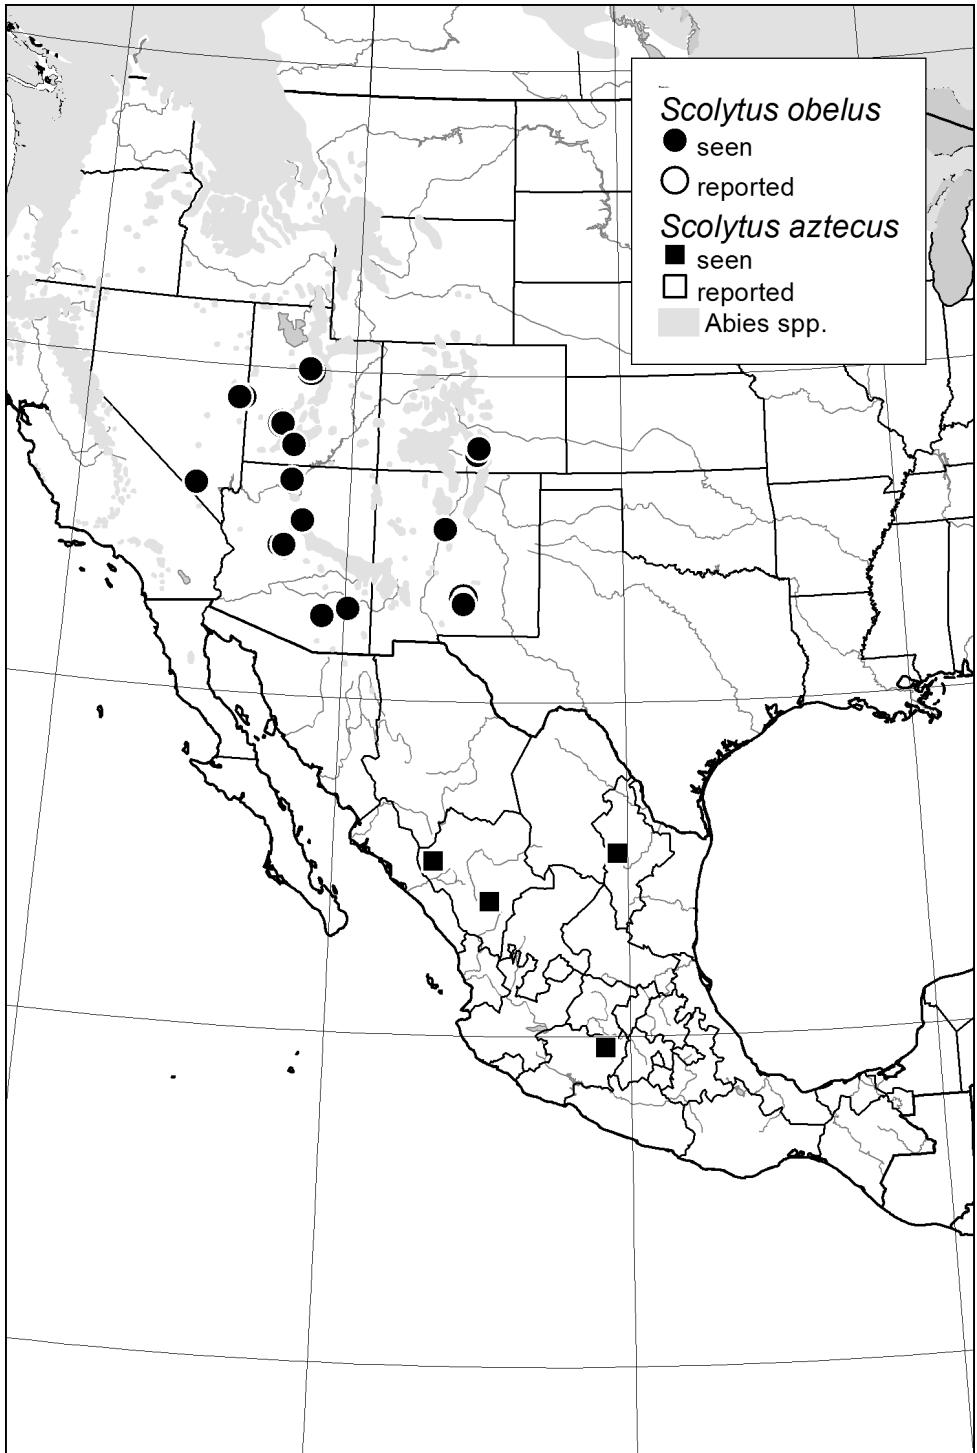 Scolytus obelus
seen
reported
Scolytus aztecus
seen
reported
Abies spp.